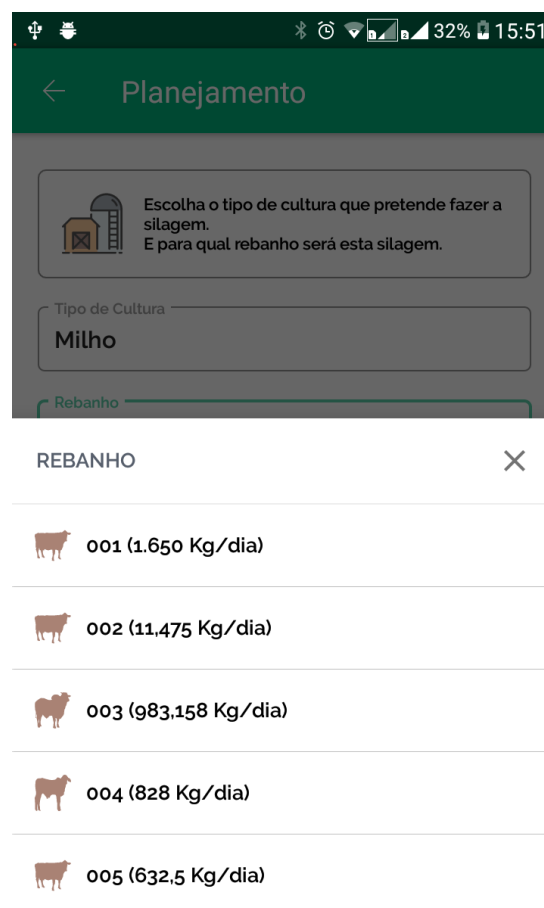 32% 15:51
Planejamento
Escolha o tipo de cultura que pretende fazer a
silagem.
E para qual rebanho será esta silagem.
Tipo de Cultura
Milho
Rebanho
REBANHO
001 (1.650 Kg/dia)
002 (11,475 Kg/dia)
003 (983,158 Kg/dia)
004 (828 Kg/dia)
005 (632,5 Kg/dia)